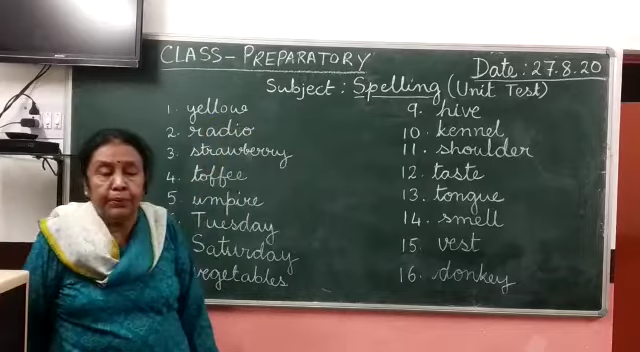 CLASS - PREPARATORY
Date : 27.8.20
Subject : Spelling (Unit Test)
1. yellow
2. radio
3. strawberry
4. toffee
5. umpire
Tuesday
Saturday
vegetables
9. hive
10. kennel
11. shoulder
12. taste
13. tongue
14. smell
15. vest
16. donkey